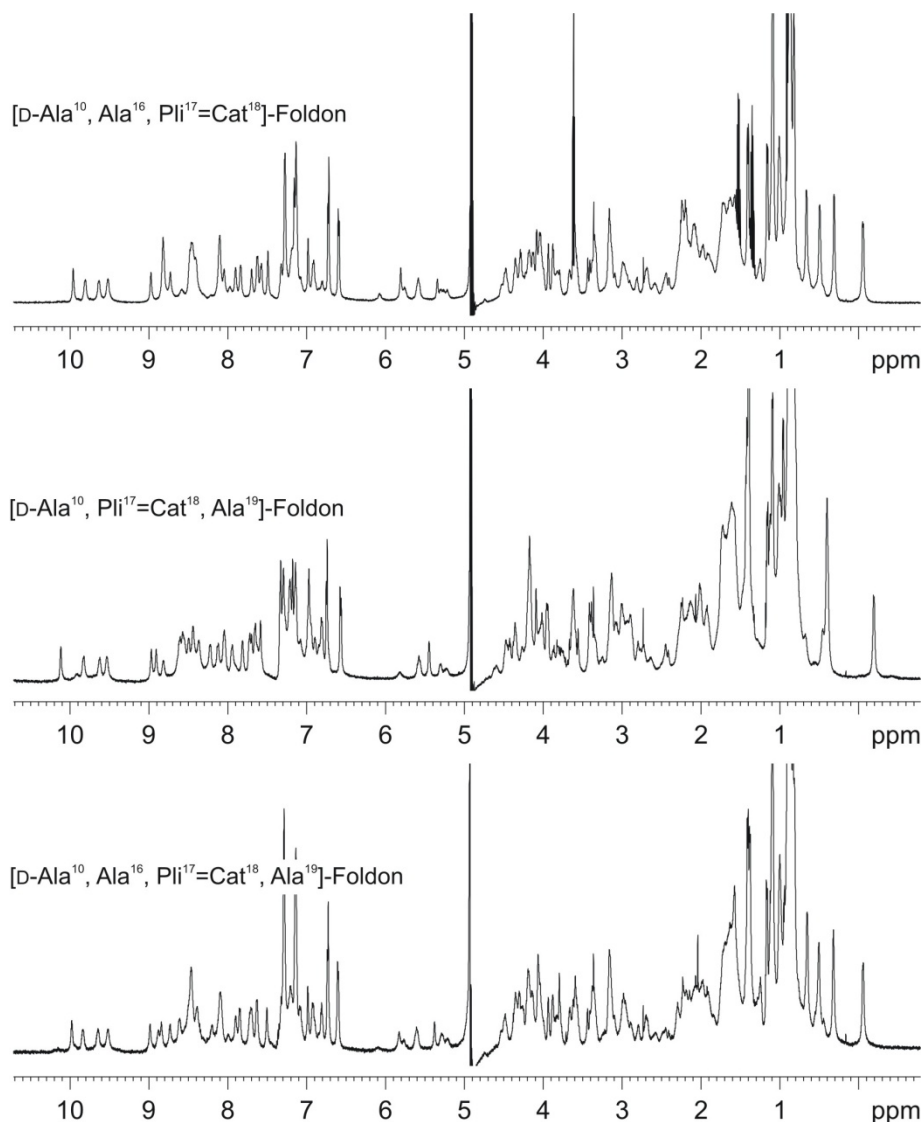 [D-Ala¹⁰, Ala¹⁶, Pli¹⁷=Cat¹⁸]-Foldon
10 9 8 7 6 5 4 3 2 1 ppm
[D-Ala¹⁰, Pli¹⁷=Cat¹⁸, Ala¹⁹]-Foldon
10 9 8 7 6 5 4 3 2 1 ppm
[D-Ala¹⁰, Ala¹⁶, Pli¹⁷=Cat¹⁸, Ala¹⁹]-Foldon
10 9 8 7 6 5 4 3 2 1 ppm